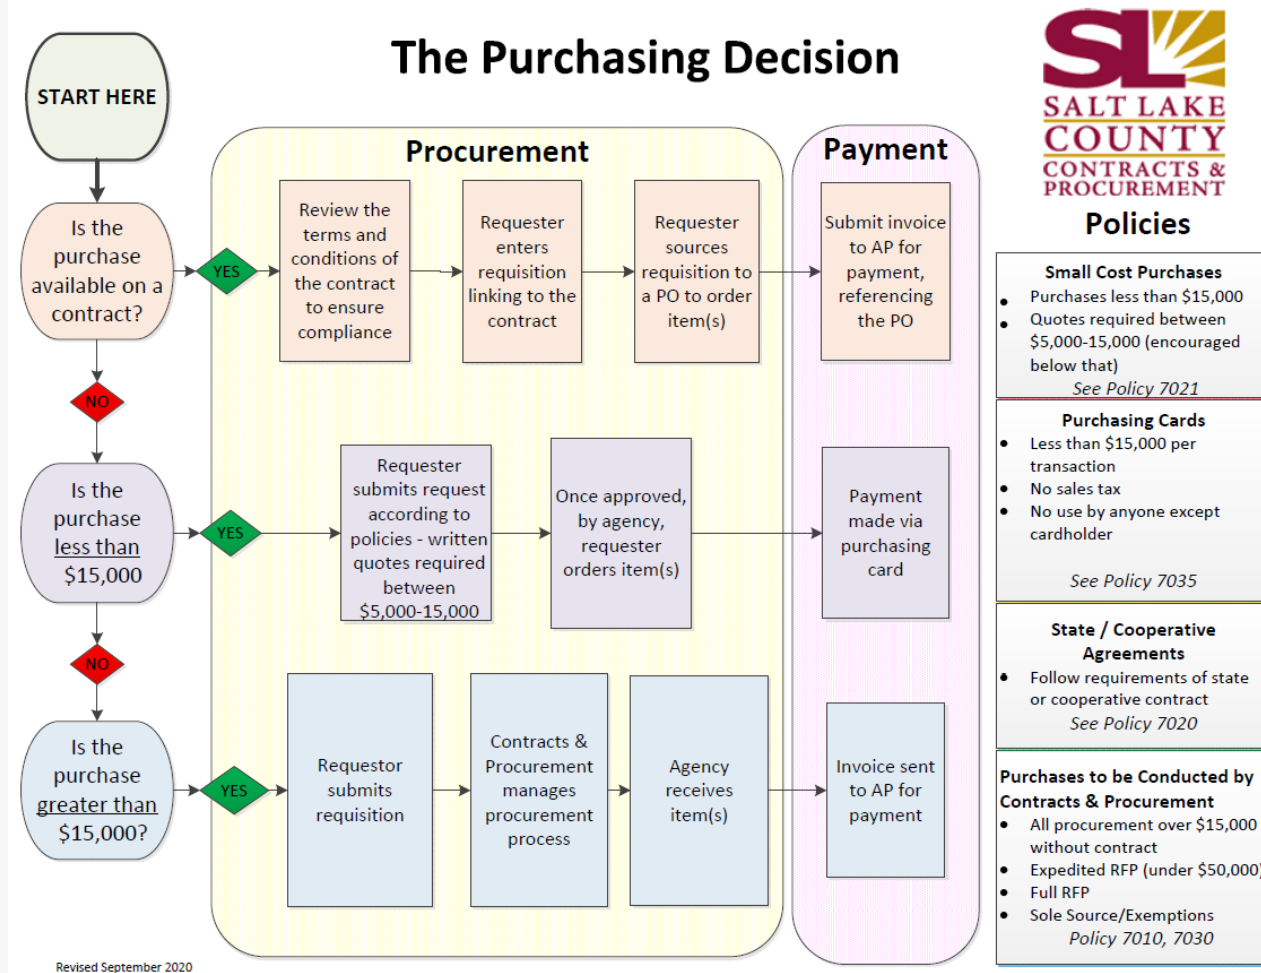 The Purchasing Decision
START HERE
SL
SALT LAKE
COUNTY
CONTRACTS &
PROCUREMENT
Procurement
Payment
Is the
purchase
available on a
contract?
YES
Review the
terms and
conditions of
the contract
to ensure
compliance
Requester
enters
requisition
linking to the
contract
Requester
sources
requisition to
a PO to order
item(s)
Submit invoice
to AP for
payment,
referencing
the PO
NO
Is the
purchase
less than
$15,000
YES
Requester
submits request
according to
policies - written
quotes required
between
$5,000-15,000
Once approved,
by agency,
requester
orders item(s)
Payment
made via
purchasing
card
NO
Is the
purchase
greater than
$15,000?
YES
Requestor
submits
requisition
Contracts &
Procurement
manages
procurement
process
Agency
receives
item(s)
Invoice sent
to AP for
payment
Policies
Small Cost Purchases
• Purchases less than $15,000
• Quotes required between
$5,000-15,000 (encouraged
below that)
See Policy 7021
Purchasing Cards
• Less than $15,000 per
transaction
• No sales tax
• No use by anyone except
cardholder
See Policy 7035
State / Cooperative
Agreements
• Follow requirements of state
or cooperative contract
See Policy 7020
Purchases to be Conducted by
Contracts & Procurement
• All procurement over $15,000
without contract
• Expedited RFP (under $50,000)
• Full RFP
• Sole Source/Exemptions
Policy 7010, 7030
Revised September 2020